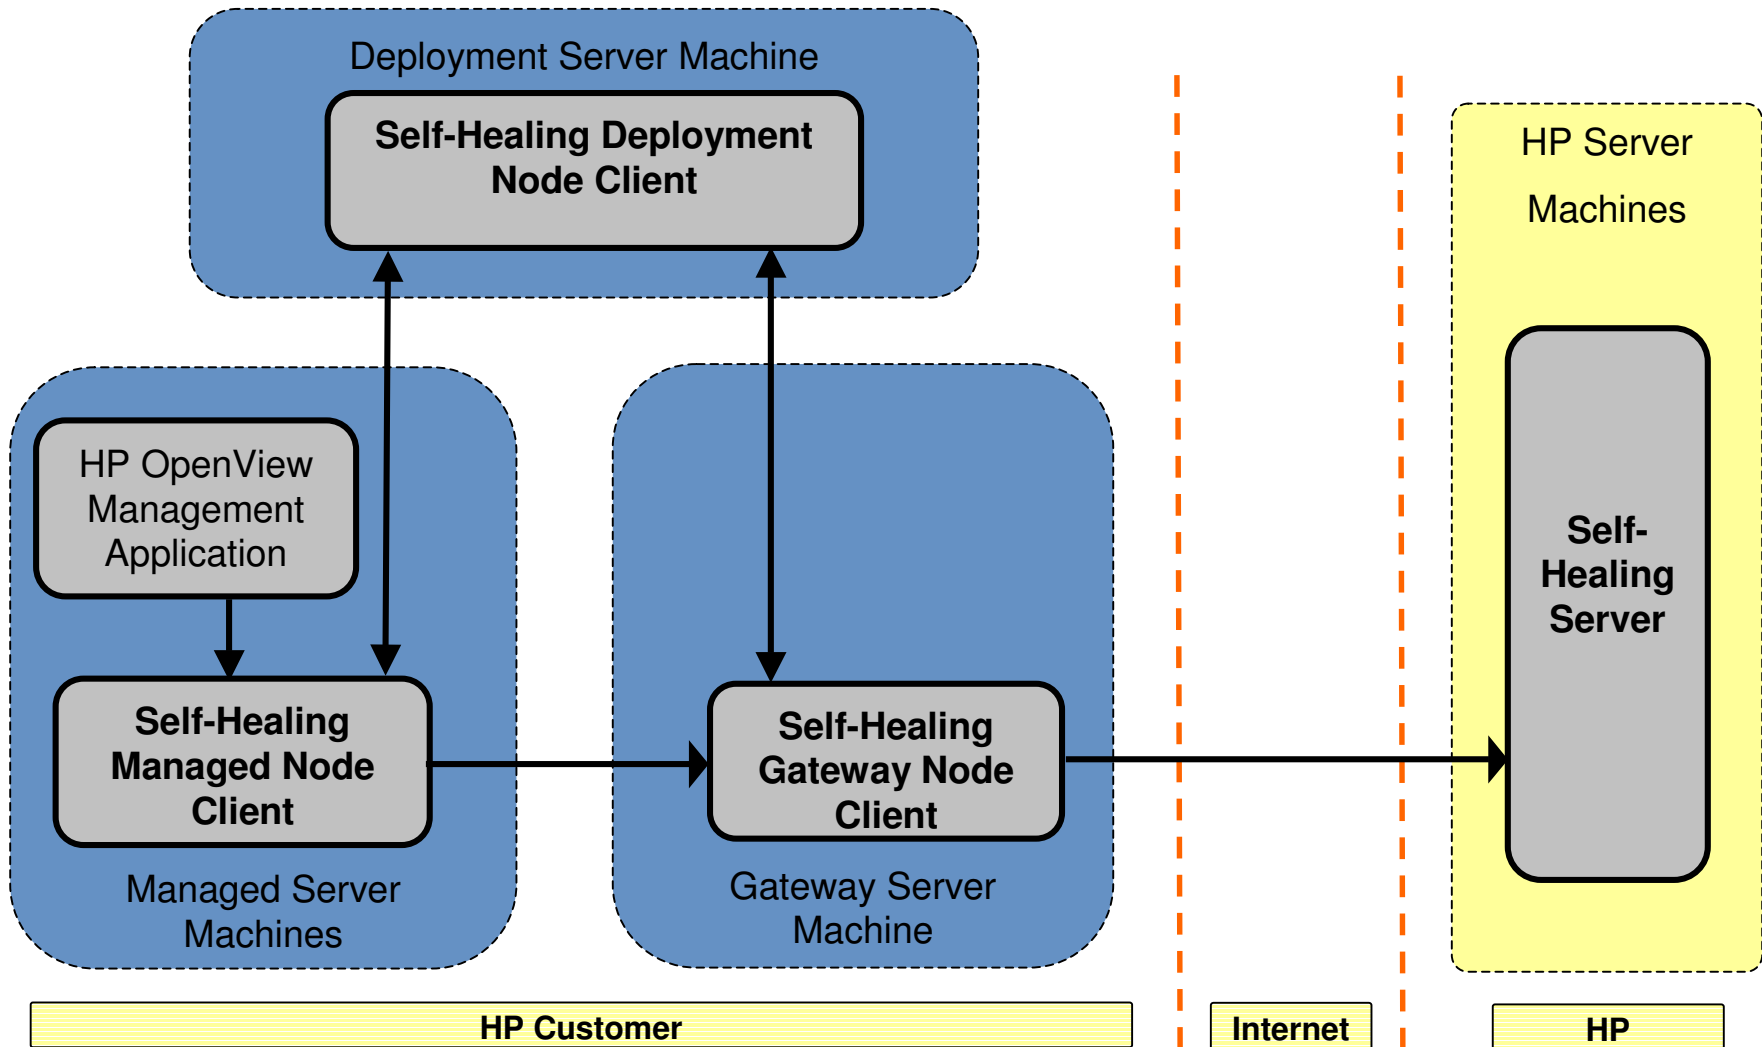 Deployment Server Machine
Self-Healing Deployment
Node Client
HP Server
Machines
HP OpenView
Management
Application
Self-
Healing
Server
Self-Healing
Managed Node
Client
Self-Healing
Gateway Node
Client
Managed Server
Machines
Gateway Server
Machine
HP Customer
Internet
HP